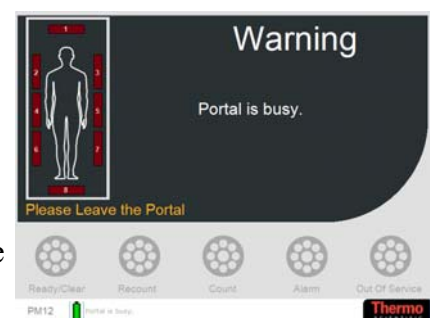 Warning
1
2
3
4
5
6
7
8
Portal is busy.
Please Leave the Portal
e
Ready/Clear
Recount
Count
Alarm
Out Of Service
PM12
Portal is busy.
Thermo
SCIENTIFIC